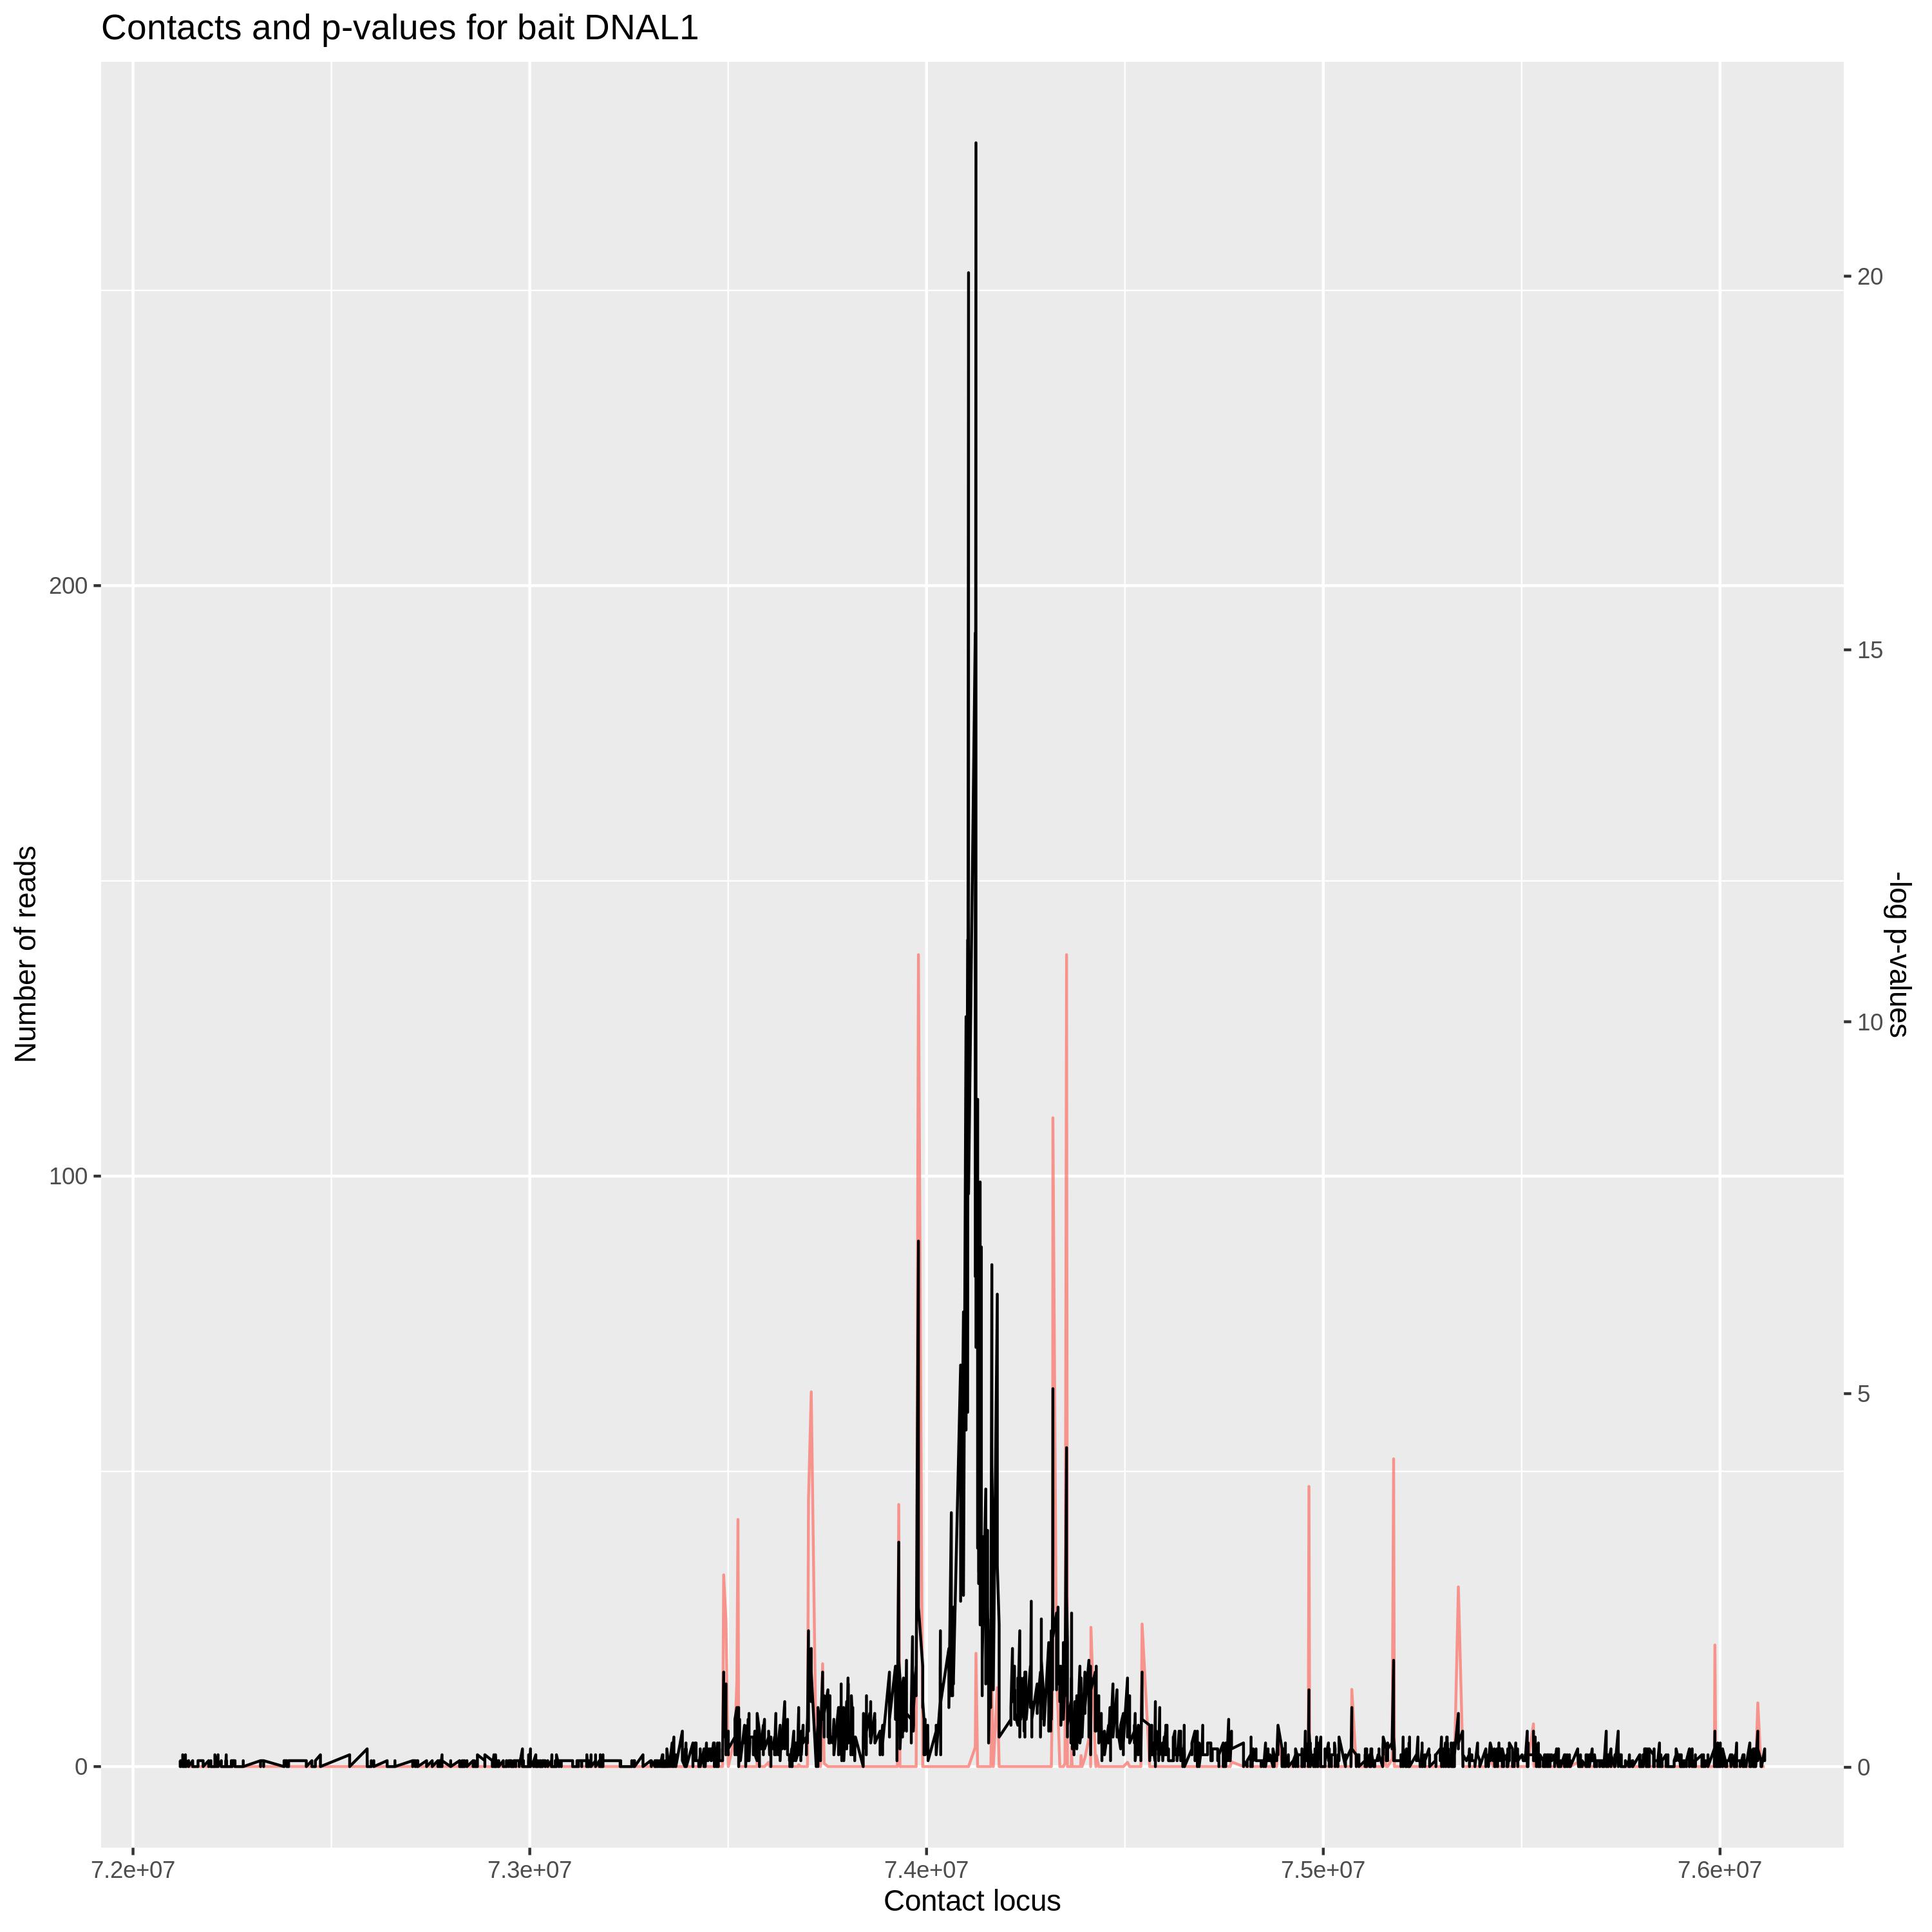 Contacts and p-values for bait DNAL1
Number of reads
200
100
0
20
15
10
5
0
-log p-values
7.2e+07 7.3e+07 7.4e+07 7.5e+07 7.6e+07
Contact locus